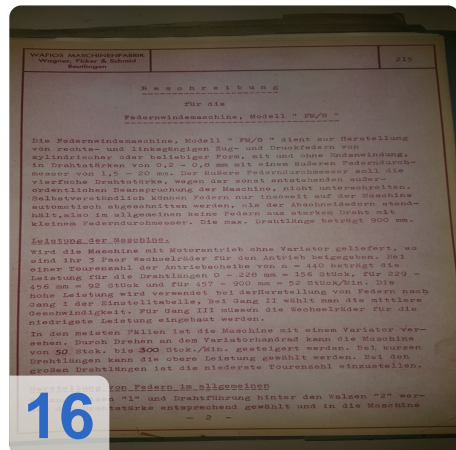 WAFIOS MASCHINENFABRIK
Wagner, Ficker & Schmid
Reutlingen
215
Beschreibung
für die
Federnwindemaschine, Modell " FW/0 "
Die Federnwindemaschine, Modell " FW/0 " dient zur Herstellung
von rechts- und linksgängigen Zug- und Druckfedern von
zylindrischer oder beliebiger Form, mit und ohne Endanwindung,
in Drahtstärken von 0,2 - 0,8 mm mit einem äußeren Federndurch-
messer von 1,5 - 20 mm. Der äußere Federndurchmesser soll die
vierfache Drahtstärke, wegen der sonst entstehenden außer-
ordentlichen Beanspruchung der Maschine, nicht unterschreiten.
Selbstverständlich können Federn nur insoweit auf der Maschine
automatisch abgeschnitten werden, als der Abschneidedorn stand-
hält, also im allgemeinen keine Federn aus starkem Draht mit
kleinem Federndurchmesser. Die max. Drahtlänge beträgt 900 mm.
Leistung der Maschine.
Wird die Maschine mit Motorantrieb ohne Variator geliefert, so
sind ihr 3 Paar Wechselräder für den Antrieb beigegeben. Bei
einer Tourenzahl der Antriebscheibe von n = 440 beträgt die
Leistung für die Drahtlängen 0 - 228 mm = 156 Stück, für 229 -
456 mm = 92 Stück und für 457 - 900 mm = 52 Stück/Min. Die
hohe Leistung wird verwendet bei derHerstellung von Federn nach
Gang I der Einstelltabelle. Bei Gang II wählt man die mittlere
Geschwindigkeit. Für Gang III müssen die Wechselräder für die
niedrigste Leistung eingebaut werden.
In den meisten Fällen ist die Maschine mit einem Variator ver-
sehen. Durch Drehen am Variatorhandrad kann die Maschine
von 50 Stck. bis 300 Stck./Min. gesteigert werden. Bei kurzen
Drahtlängen kann die obere Leistung gewählt werden. Bei den
großen Drahtlängen ist die niederste Tourenzahl einzustellen.
von Federn im allgemeinen
"1" und Drahtführung hinter den Walzen "2" wer-
entsprechend gewählt und in die Maschine
- 2 -
16